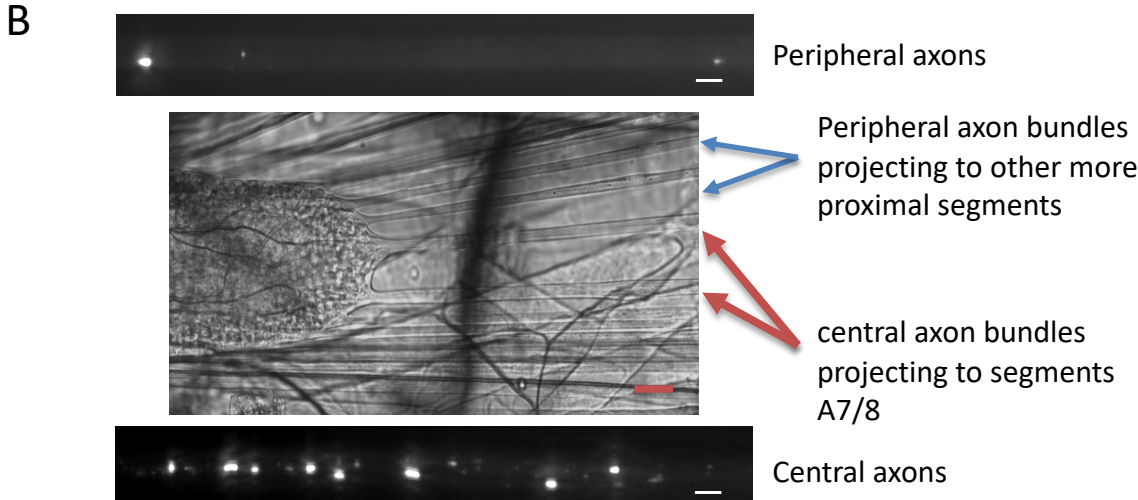 B
Peripheral axons
Peripheral axon bundles
projecting to other more
proximal segments
central axon bundles
projecting to segments
A7/8
Central axons